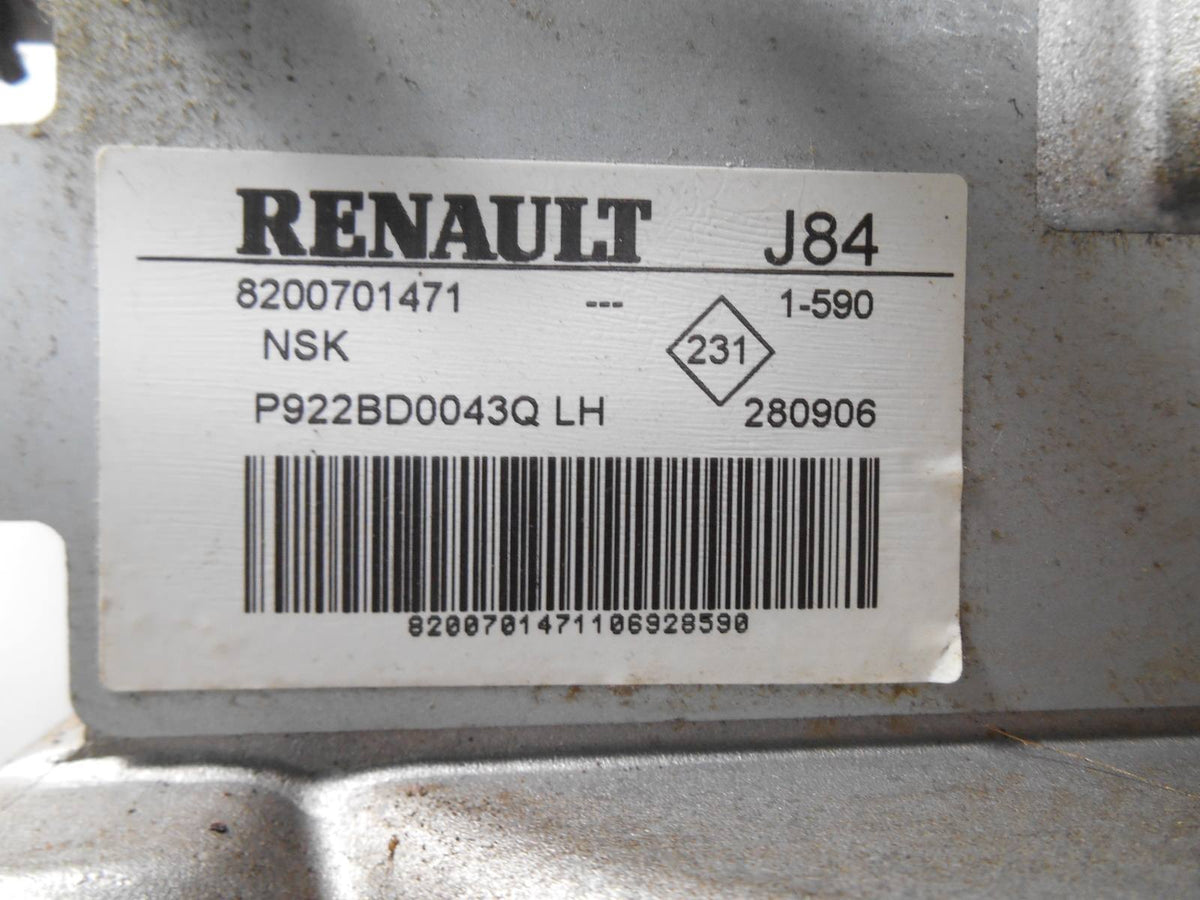 RENAULT J84
8200701471 --- 1-590
NSK 231
P922BD0043Q LH 280906
8200701471106928590